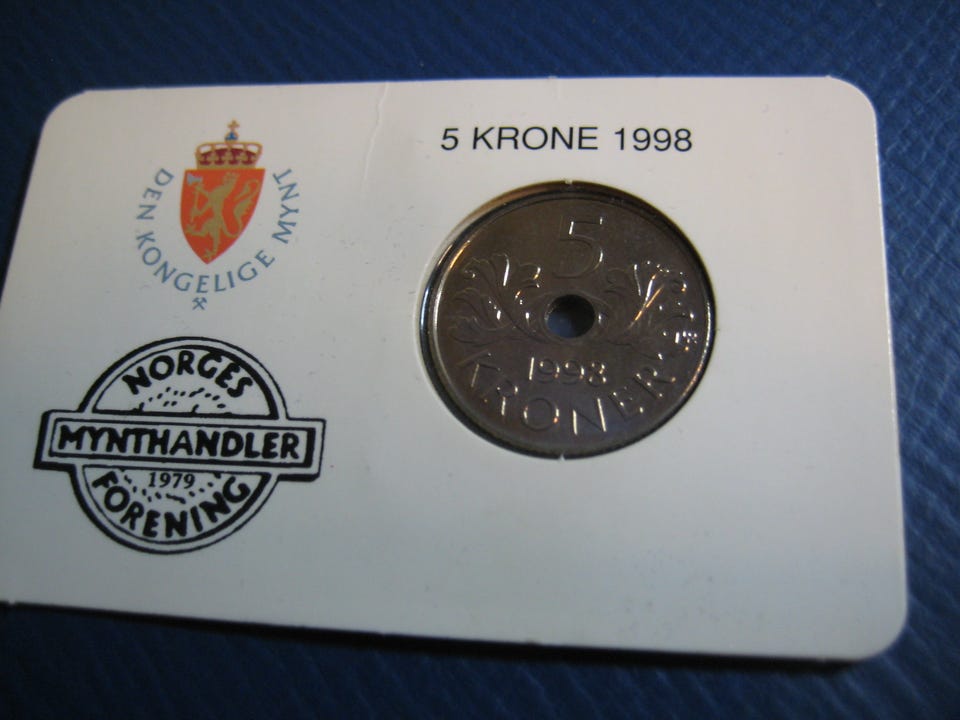 DEN KONGELIGE MYNT
5 KRONE 1998
5
1998
KRONER
NORGES
MYNTHANDLER
1979
FORENING